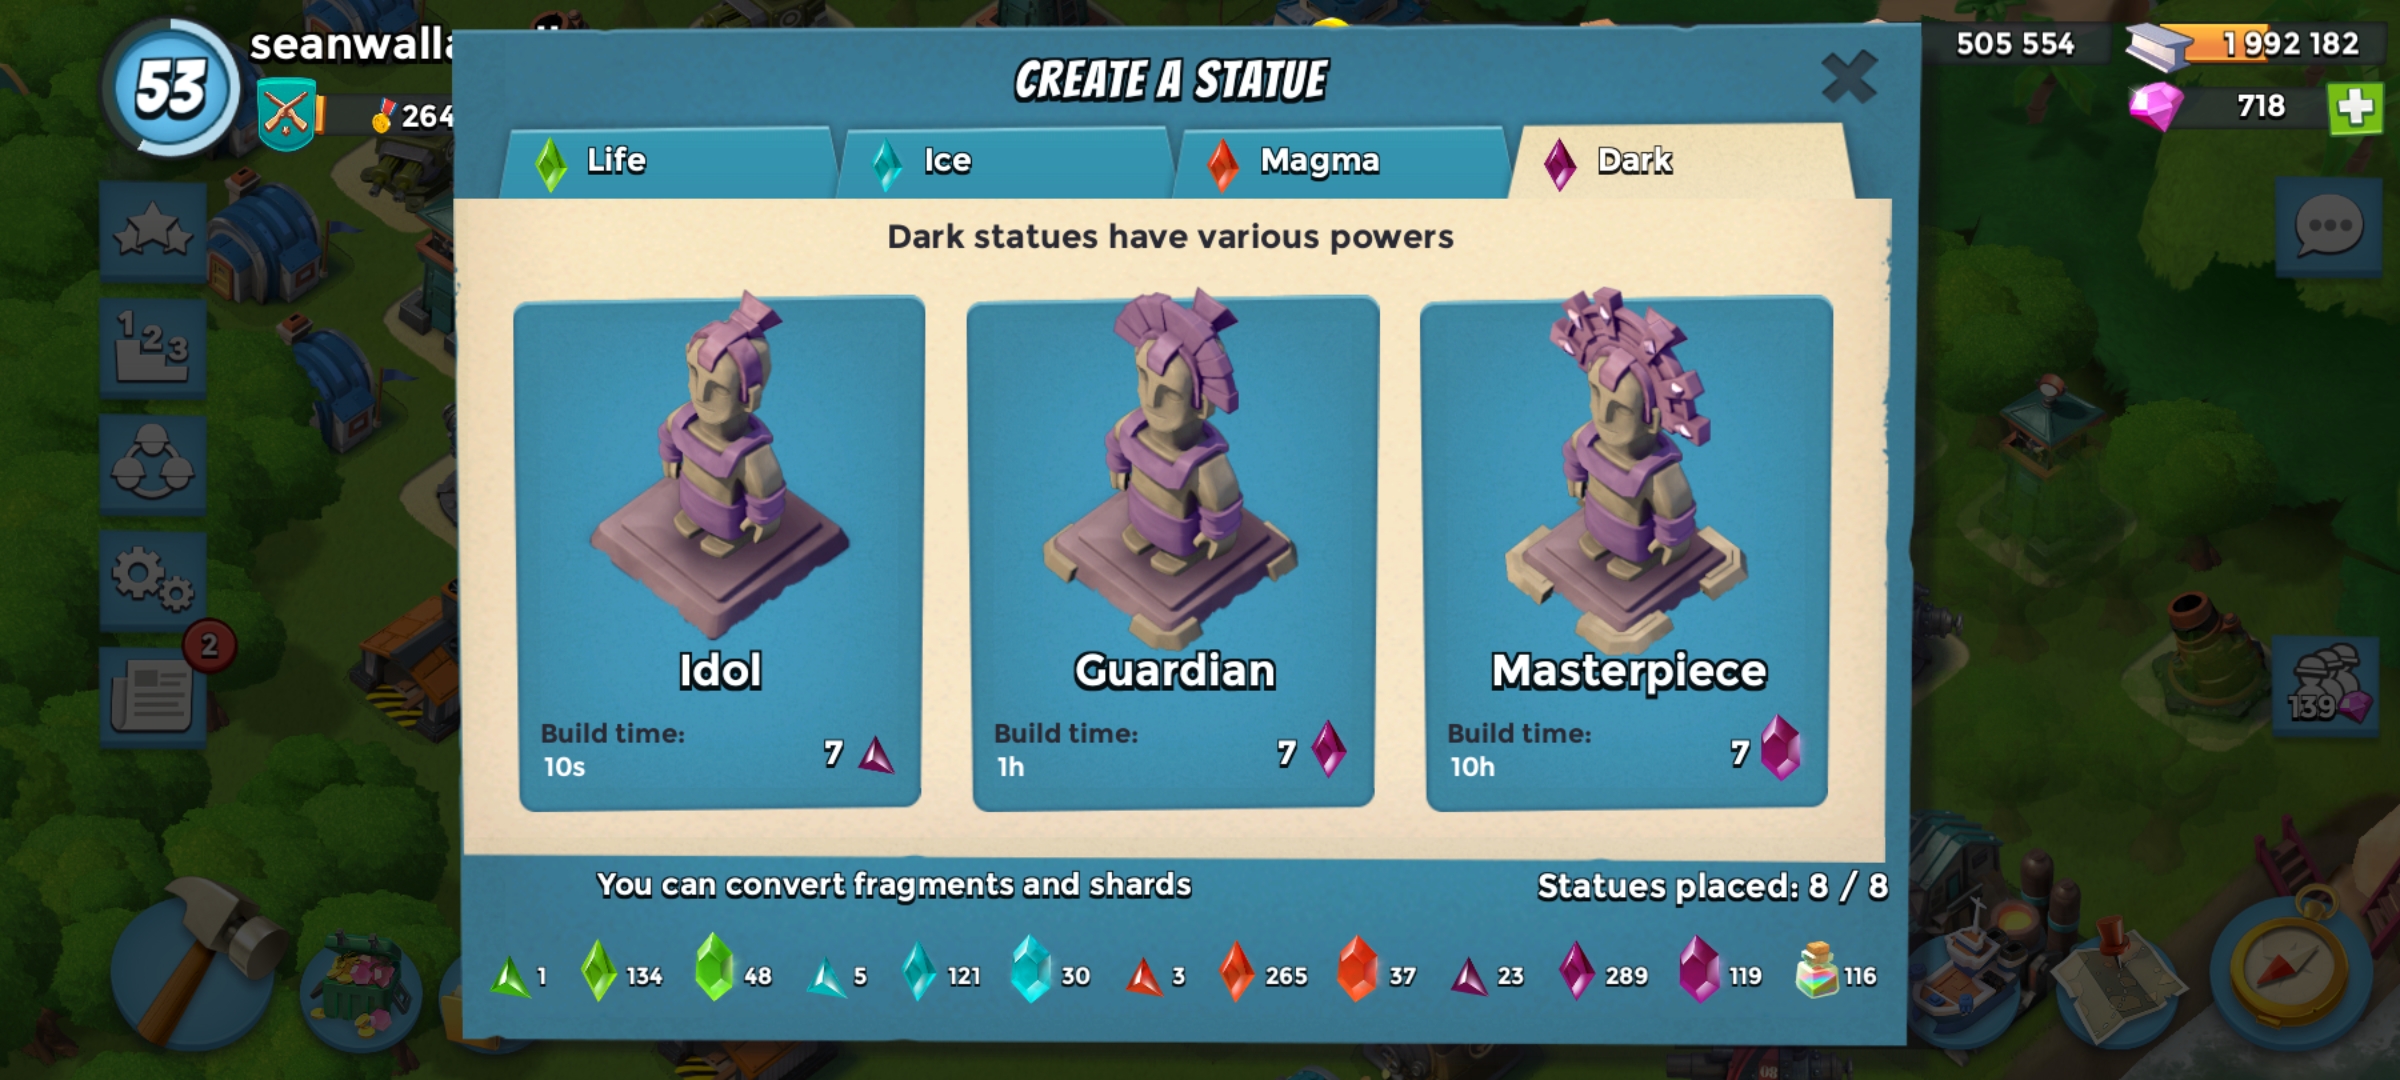 53
264
505 554
1 992 182
718
CREATE A STATUE
Life
Ice
Magma
Dark
Dark statues have various powers
1 2 3
2
Idol
Build time:
10s
7
Guardian
Build time:
1h
7
Masterpiece
Build time:
10h
7
139
You can convert fragments and shards
Statues placed: 8 / 8
1 134 48 5 121 30 3 265 37 23 289 119 116